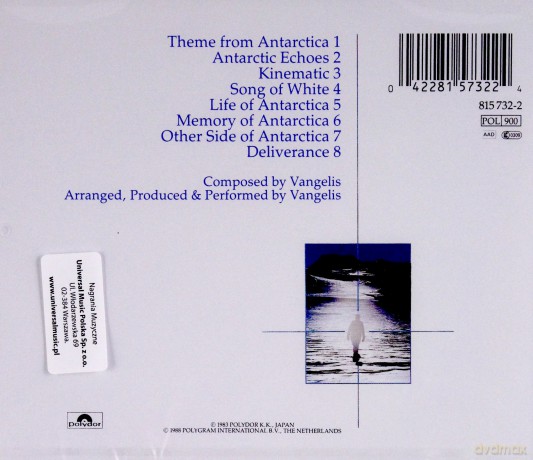 Theme from Antarctica 1
Antarctic Echoes 2
Kinematic 3
Song of White 4
Life of Antarctica 5
Memory of Antarctica 6
Other Side of Antarctica 7
Deliverance 8
Composed by Vangelis
Arranged, Produced & Performed by Vangelis
0 42281 57322 4
815 732-2
POL 900
AAD
Nagrania Muzyczne
Universal Music Polska Sp. z o.o.
Ul. Włodarzewska 69
02-384 Warszawa.
www.universalmusic.pl
polydor
℗ 1983 POLYDOR K.K., JAPAN
© 1988 POLYGRAM INTERNATIONAL B.V., THE NETHERLANDS
dvdmax